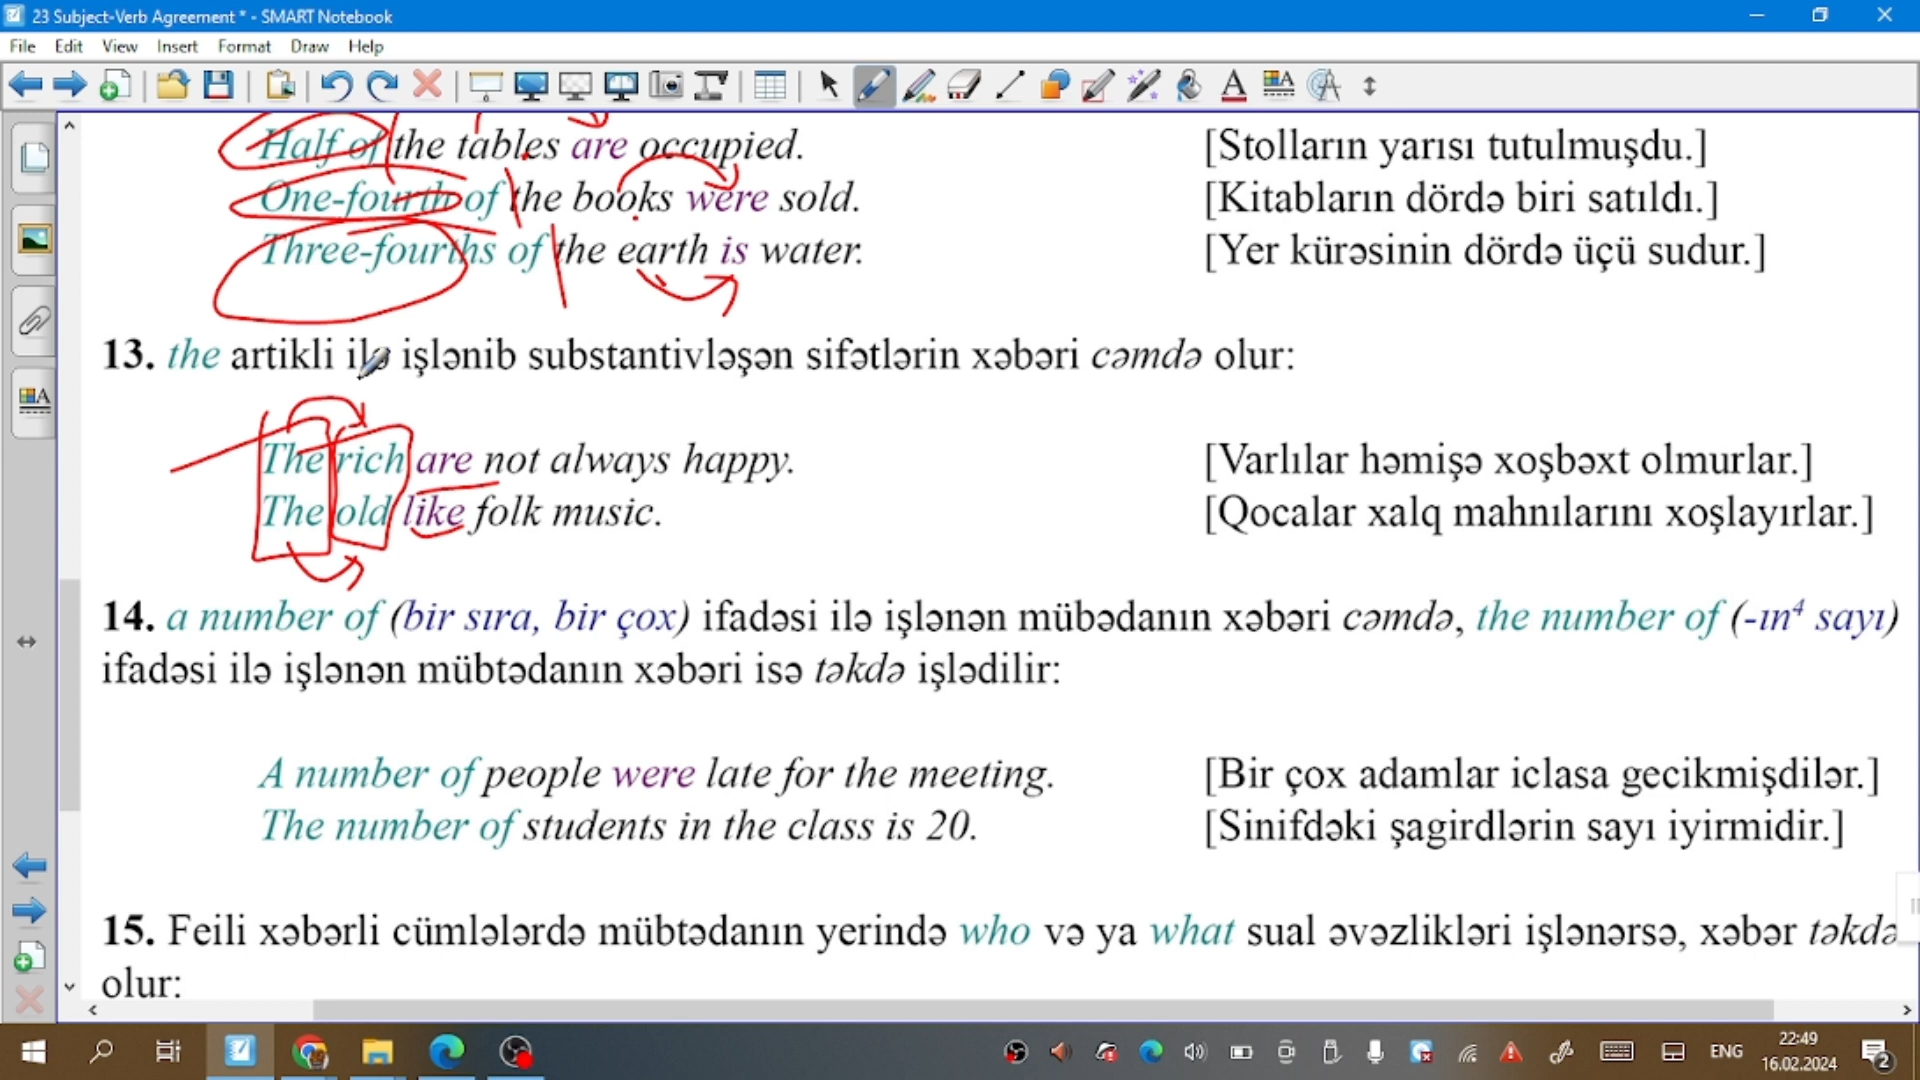 23 Subject-Verb Agreement * - SMART Notebook
File Edit View Insert Format Draw Help
Half of the tables are occupied. [Stolların yarısı tutulmuşdu.]
One-fourth of the books were sold. [Kitabların dördə biri satıldı.]
Three-fourths of the earth is water. [Yer kürəsinin dördə üçü sudur.]
13. the artikli ilə işlənib substantivləşən sifətlərin xəbəri cəmdə olur:
The rich are not always happy. [Varlılar həmişə xoşbəxt olmurlar.]
The old like folk music. [Qocalar xalq mahnılarını xoşlayırlar.]
14. a number of (bir sıra, bir çox) ifadəsi ilə işlənən mübədanın xəbəri cəmdə, the number of (-ın⁴ sayı)
ifadəsi ilə işlənən mübtədanın xəbəri isə təkdə işlədilir:
A number of people were late for the meeting. [Bir çox adamlar iclasa gecikmişdilər.]
The number of students in the class is 20. [Sinifdəki şagirdlərin sayı iyirmidir.]
15. Feili xəbərli cümlələrdə mübtədanın yerində who və ya what sual əvəzlikləri işlənərsə, xəbər təkdə
olur:
ENG
22:49
16.02.2024
2